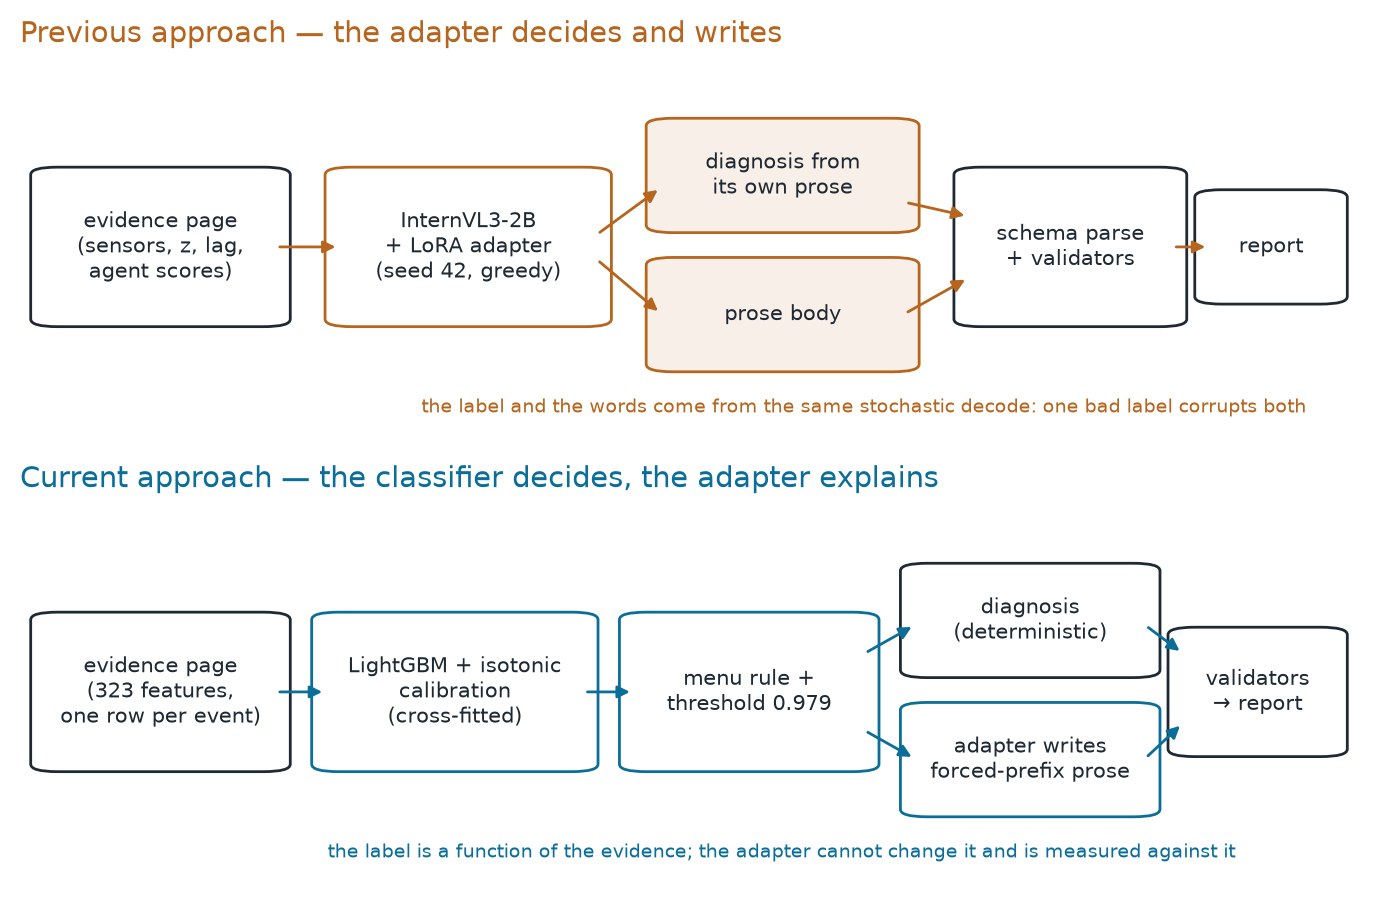 Previous approach — the adapter decides and writes
evidence page
(sensors, z, lag,
agent scores)
InternVL3-2B
+ LoRA adapter
(seed 42, greedy)
diagnosis from
its own prose
prose body
schema parse
+ validators
report
the label and the words come from the same stochastic decode: one bad label corrupts both
Current approach — the classifier decides, the adapter explains
evidence page
(323 features,
one row per event)
LightGBM + isotonic
calibration
(cross-fitted)
menu rule +
threshold 0.979
diagnosis
(deterministic)
adapter writes
forced-prefix prose
validators
→ report
the label is a function of the evidence; the adapter cannot change it and is measured against it